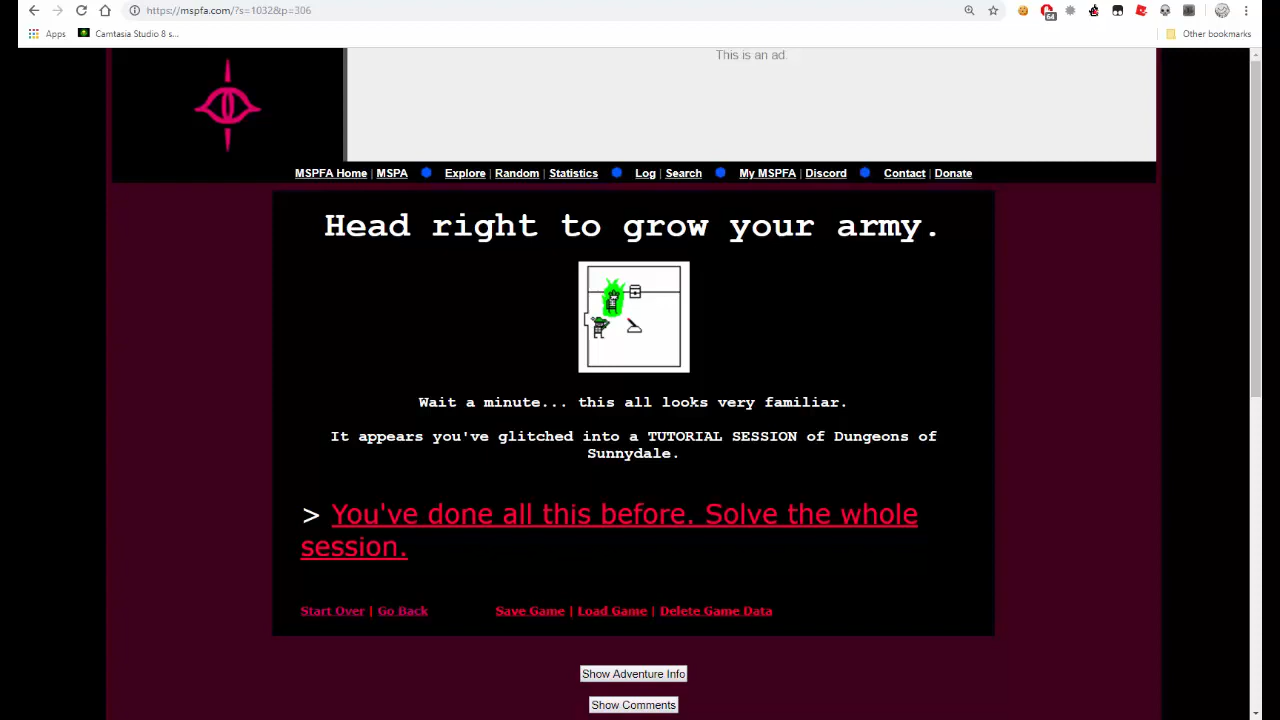 https://mspfa.com/?s=1032&p=306
64
Apps
Camtasia Studio 8 s...
Other bookmarks
This is an ad.
MSPFA Home | MSPA
Explore | Random | Statistics
Log | Search
My MSPFA | Discord
Contact | Donate
Head right to grow your army.
Wait a minute... this all looks very familiar.
It appears you've glitched into a TUTORIAL SESSION of Dungeons of
Sunnydale.
> You've done all this before. Solve the whole
session.
Start Over | Go Back
Save Game | Load Game | Delete Game Data
Show Adventure Info
Show Comments